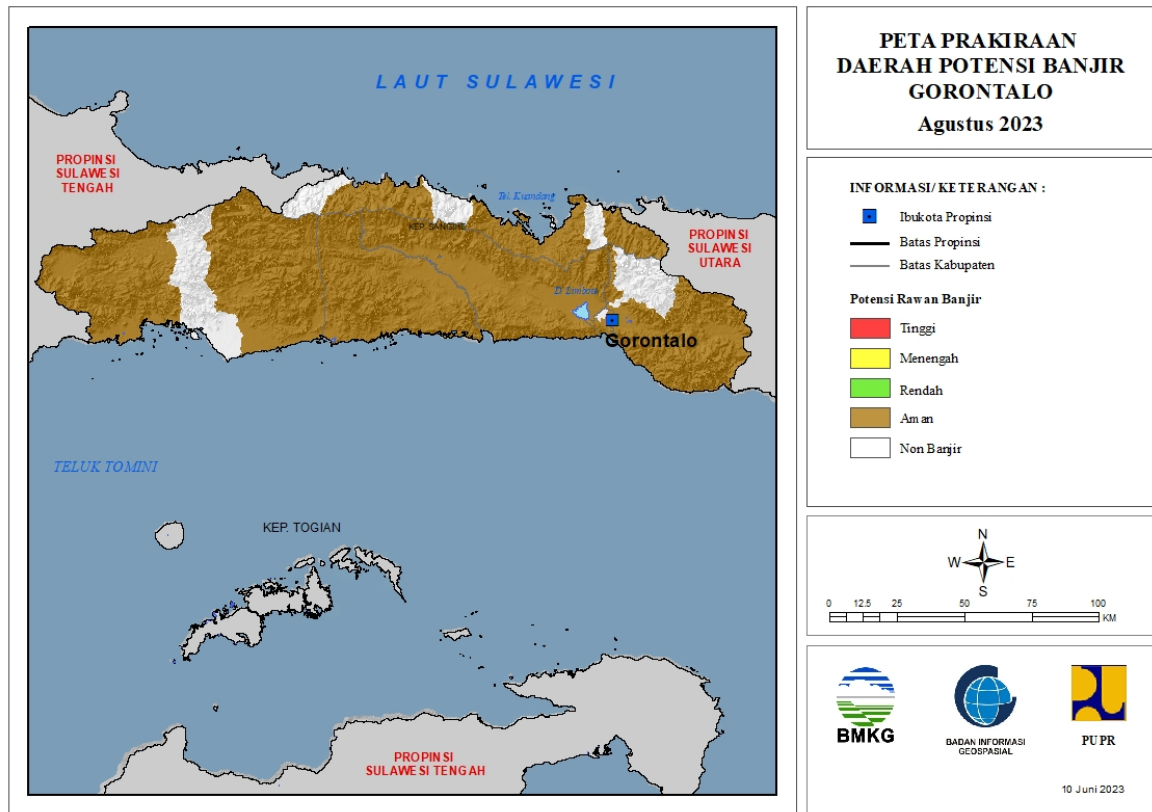 LAUT SULAWESI
PROPINSI
SULAWESI
TENGAH
Tel. Kuandang
KEP. SANGIHE
PROPINSI
SULAWESI
UTARA
D. Limboto
Gorontalo
TELUK TOMINI
KEP. TOGIAN
PROPINSI
SULAWESI TENGAH
PETA PRAKIRAAN
DAERAH POTENSI BANJIR
GORONTALO
Agustus 2023
INFORMASI/ KETERANGAN :
Ibukota Propinsi
Batas Propinsi
Batas Kabupaten
Potensi Rawan Banjir
Tinggi
Menengah
Rendah
Aman
Non Banjir
N
W E
S
0 12.5 25 50 75 100
KM
BMKG
BADAN INFORMASI
GEOSPASIAL
PUPR
10 Juni 2023